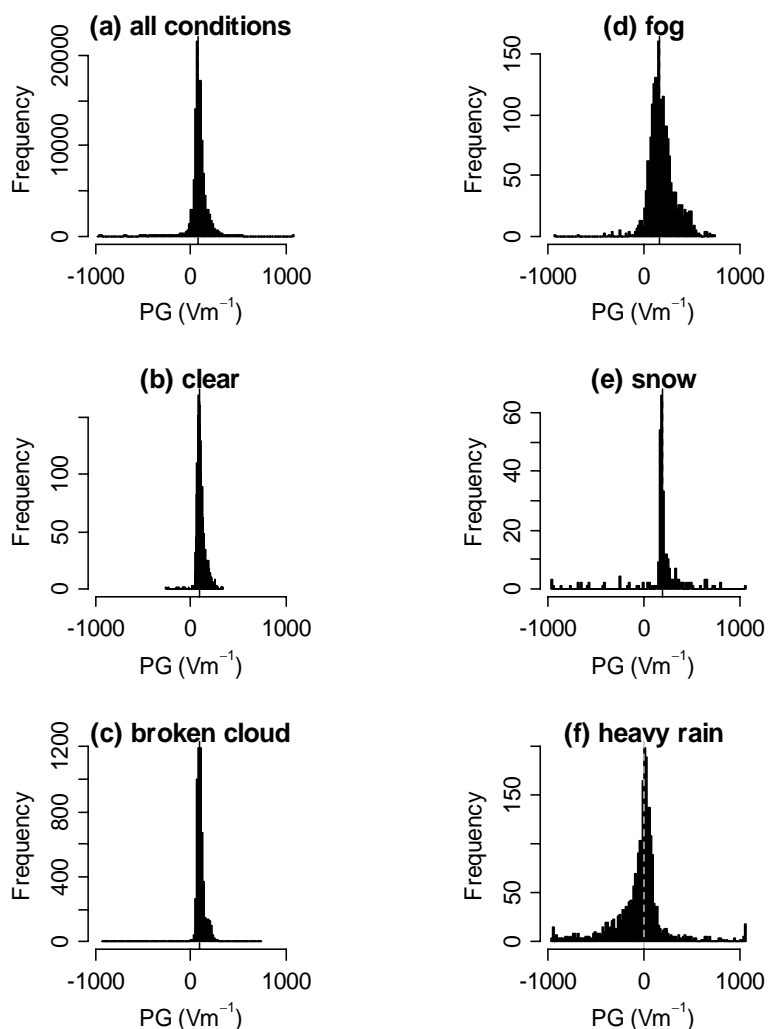 (a) all conditions
Frequency
0
10000
20000
-1000 0 1000
PG (Vm⁻¹)
(b) clear
Frequency
0
50
100
-1000 0 1000
PG (Vm⁻¹)
(c) broken cloud
Frequency
0
400
800
1200
-1000 0 1000
PG (Vm⁻¹)
(d) fog
Frequency
0
50
100
150
-1000 0 1000
PG (Vm⁻¹)
(e) snow
Frequency
0
20
40
60
-1000 0 1000
PG (Vm⁻¹)
(f) heavy rain
Frequency
0
50
150
-1000 0 1000
PG (Vm⁻¹)